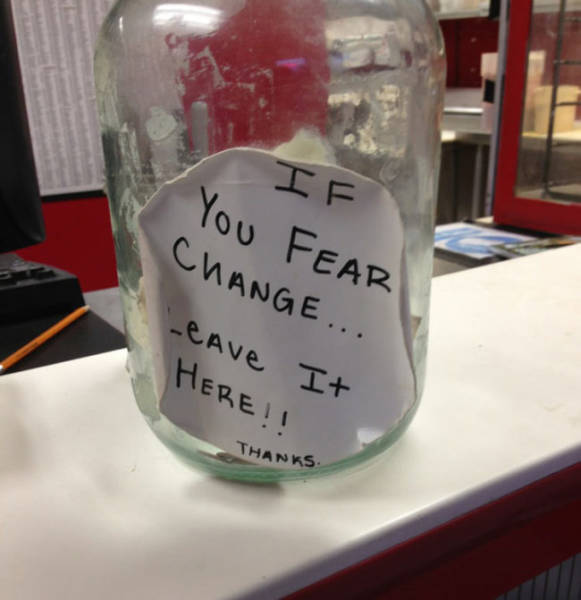 IF
YOU FEAR
CHANGE...
LEAVE It
HERE!!
THANKS.